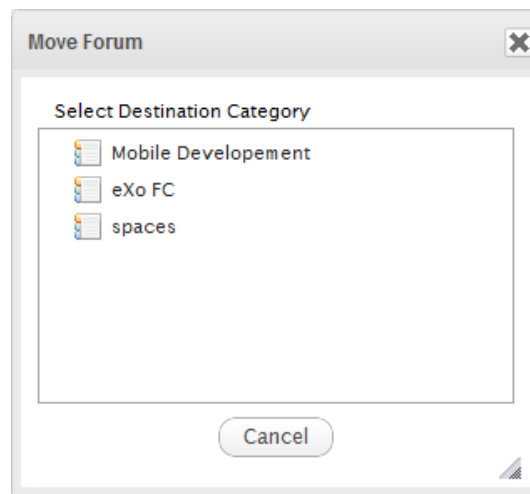 Move Forum
Select Destination Category
Mobile Developement
eXo FC
spaces
Cancel